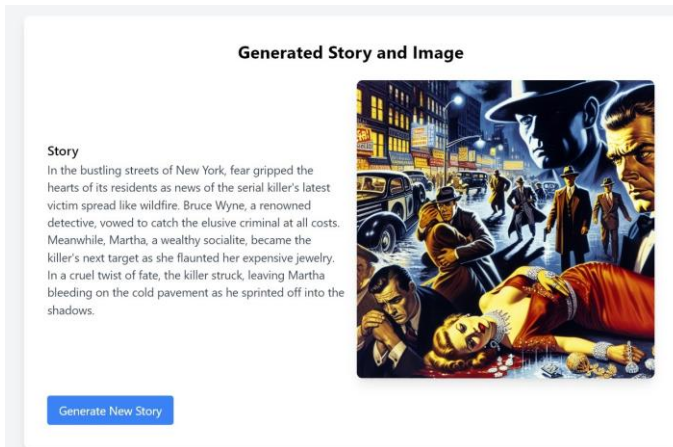 Generated Story and Image
Story
In the bustling streets of New York, fear gripped the
hearts of its residents as news of the serial killer's latest
victim spread like wildfire. Bruce Wyne, a renowned
detective, vowed to catch the elusive criminal at all costs.
Meanwhile, Martha, a wealthy socialite, became the
killer's next target as she flaunted her expensive jewelry.
In a cruel twist of fate, the killer struck, leaving Martha
bleeding on the cold pavement as he sprinted off into the
shadows.
Generate New Story